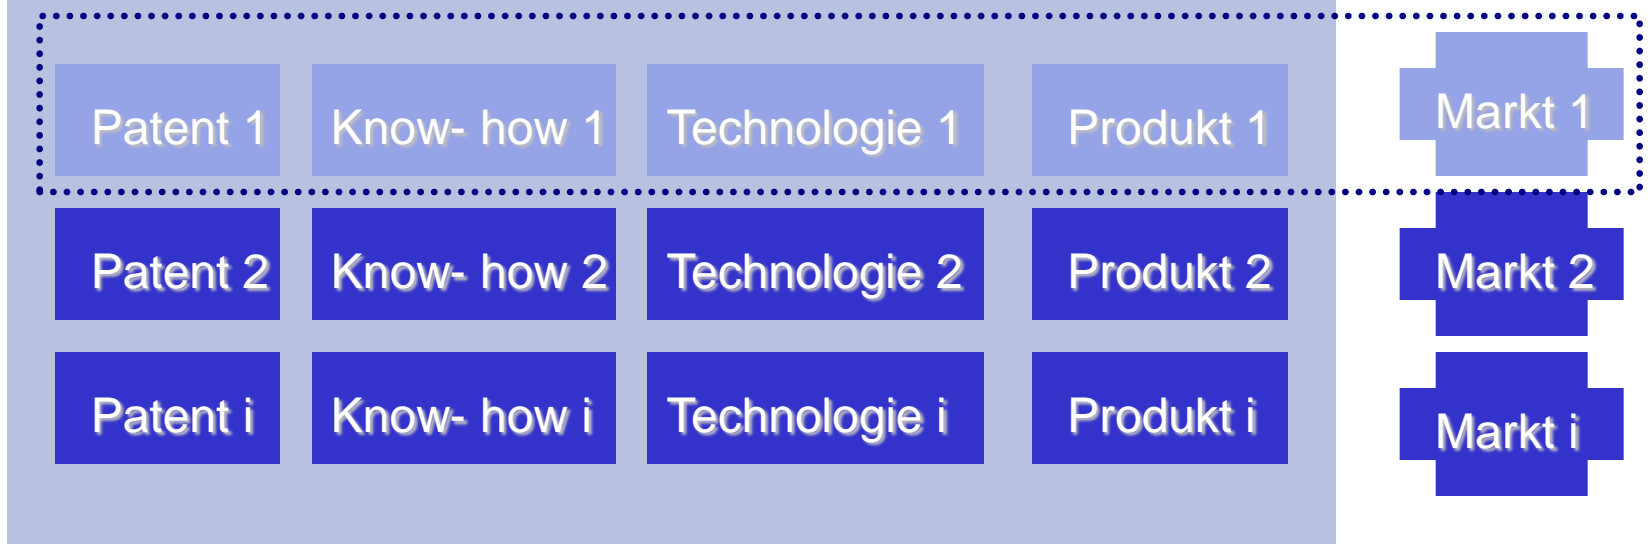 Patent 1 Know- how 1 Technologie 1 Produkt 1 Markt 1
Patent 2 Know- how 2 Technologie 2 Produkt 2 Markt 2
Patent i Know- how i Technologie i Produkt i Markt i